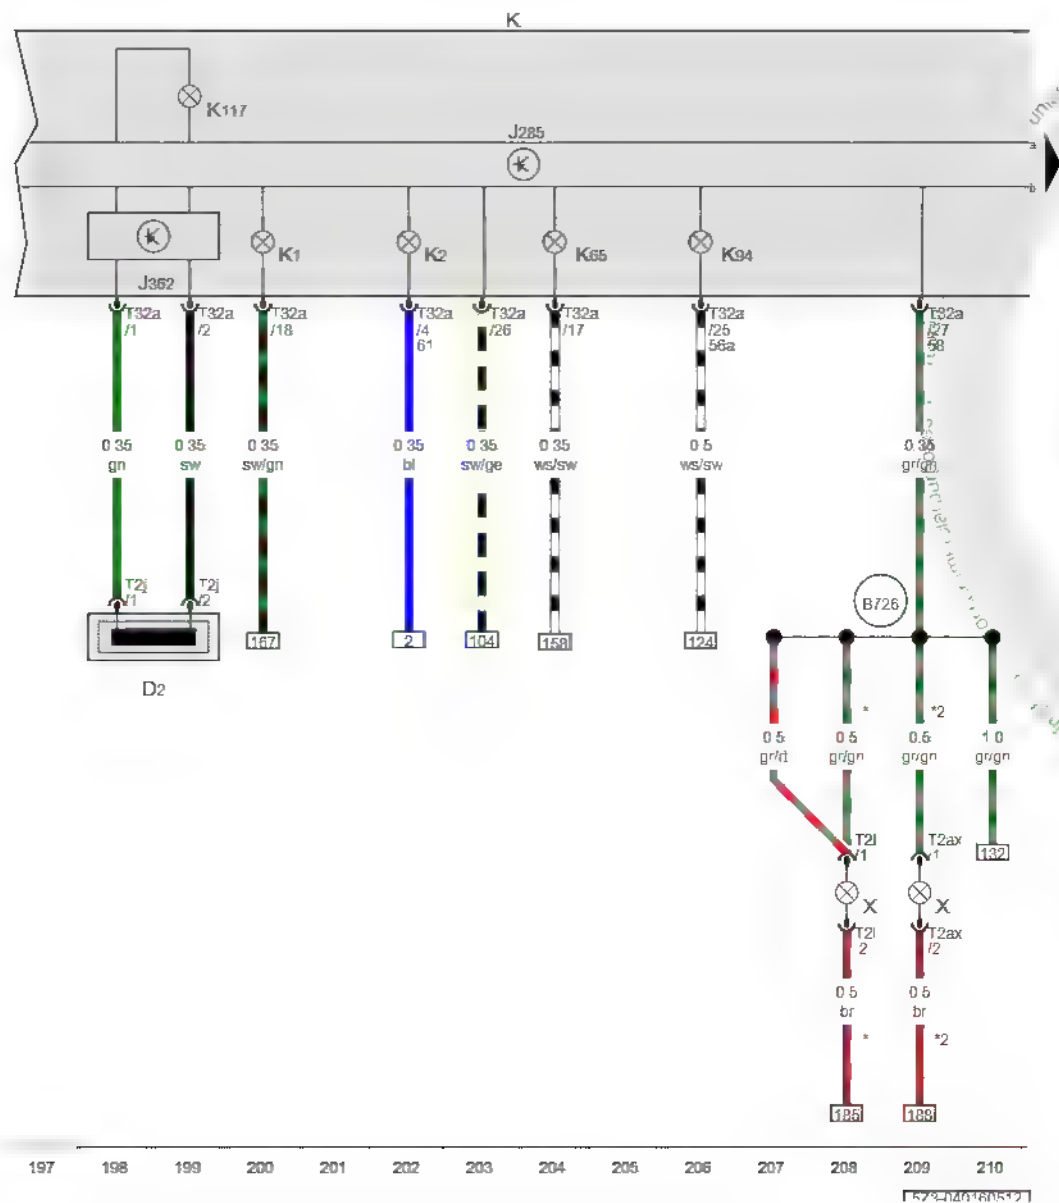 K
K117
J285
a
K
b
K
K1
K2
K65
K94
J362
T32a T32a T32a T32a T32a T32a T32a T32a
/1 /2 /18 /4 /26 /17 /25 /27
61 56a 58
0.35 0.35 0.35 0.35 0.35 0.35 0.5 0.35
gn sw sw/gn bl sw/ge ws/sw ws/sw gr/gn
T2j T2j
/1 /2
B726
167 2 104 158 124
D2
* *2
0.5 0.5 0.5 1.0
gr/rt gr/gn gr/gn gr/gn
T2l T2ax
/1 /1
132
X X
T2l T2ax
/2 /2
0.5 0.5
br br
* *2
185 188
197 198 199 200 201 202 203 204 205 206 207 208 209 210
5Z3-040160512